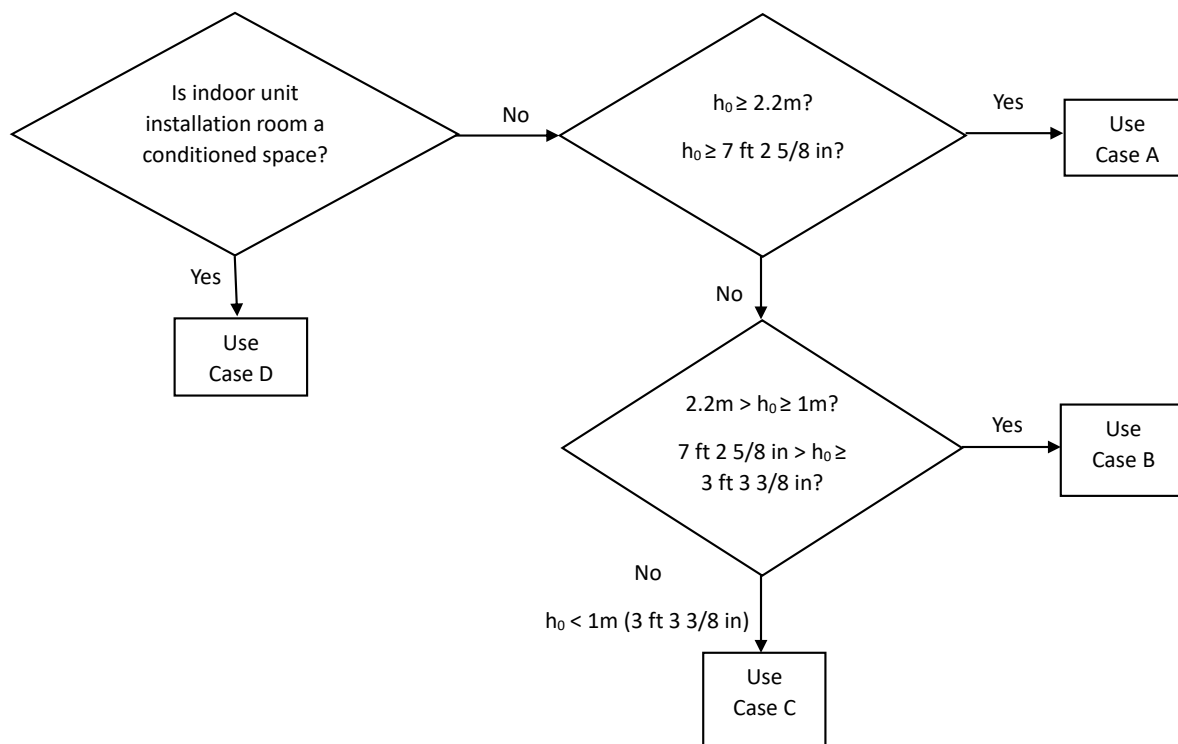 Is indoor unit
installation room a
conditioned space?
No
h₀ ≥ 2.2m?
h₀ ≥ 7 ft 2 5/8 in?
Yes
Use
Case A
Yes
Use
Case D
No
2.2m > h₀ ≥ 1m?
7 ft 2 5/8 in > h₀ ≥
3 ft 3 3/8 in?
Yes
Use
Case B
No
h₀ < 1m (3 ft 3 3/8 in)
Use
Case C